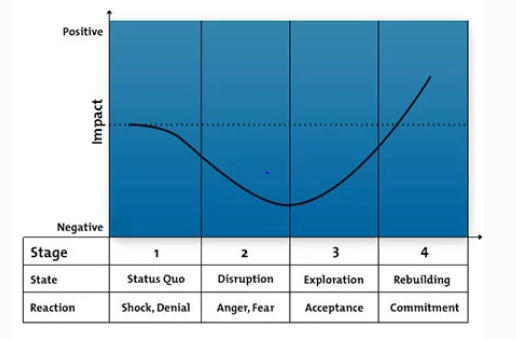 Positive
Impact
Negative
Stage 1 2 3 4
State Status Quo Disruption Exploration Rebuilding
Reaction Shock, Denial Anger, Fear Acceptance Commitment